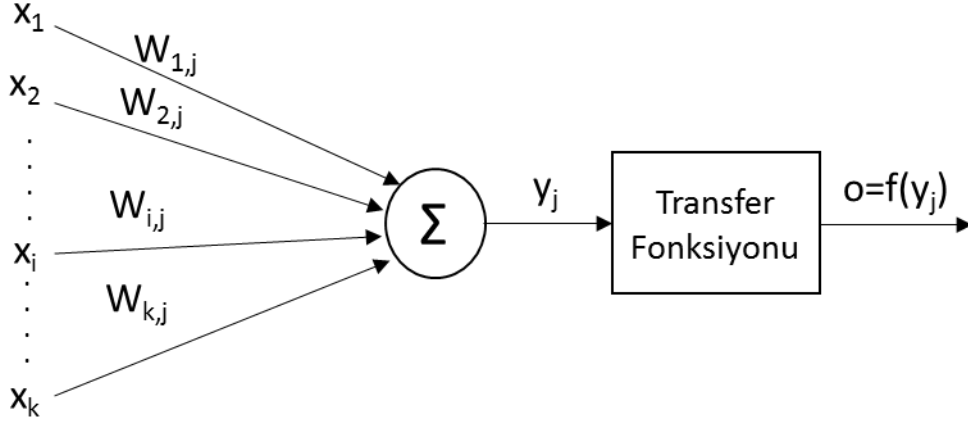 x₁
W₁,ⱼ
x₂
W₂,ⱼ
Wᵢ,ⱼ
xᵢ
Wₖ,ⱼ
xₖ
Σ
yⱼ
Transfer
Fonksiyonu
o=f(yⱼ)